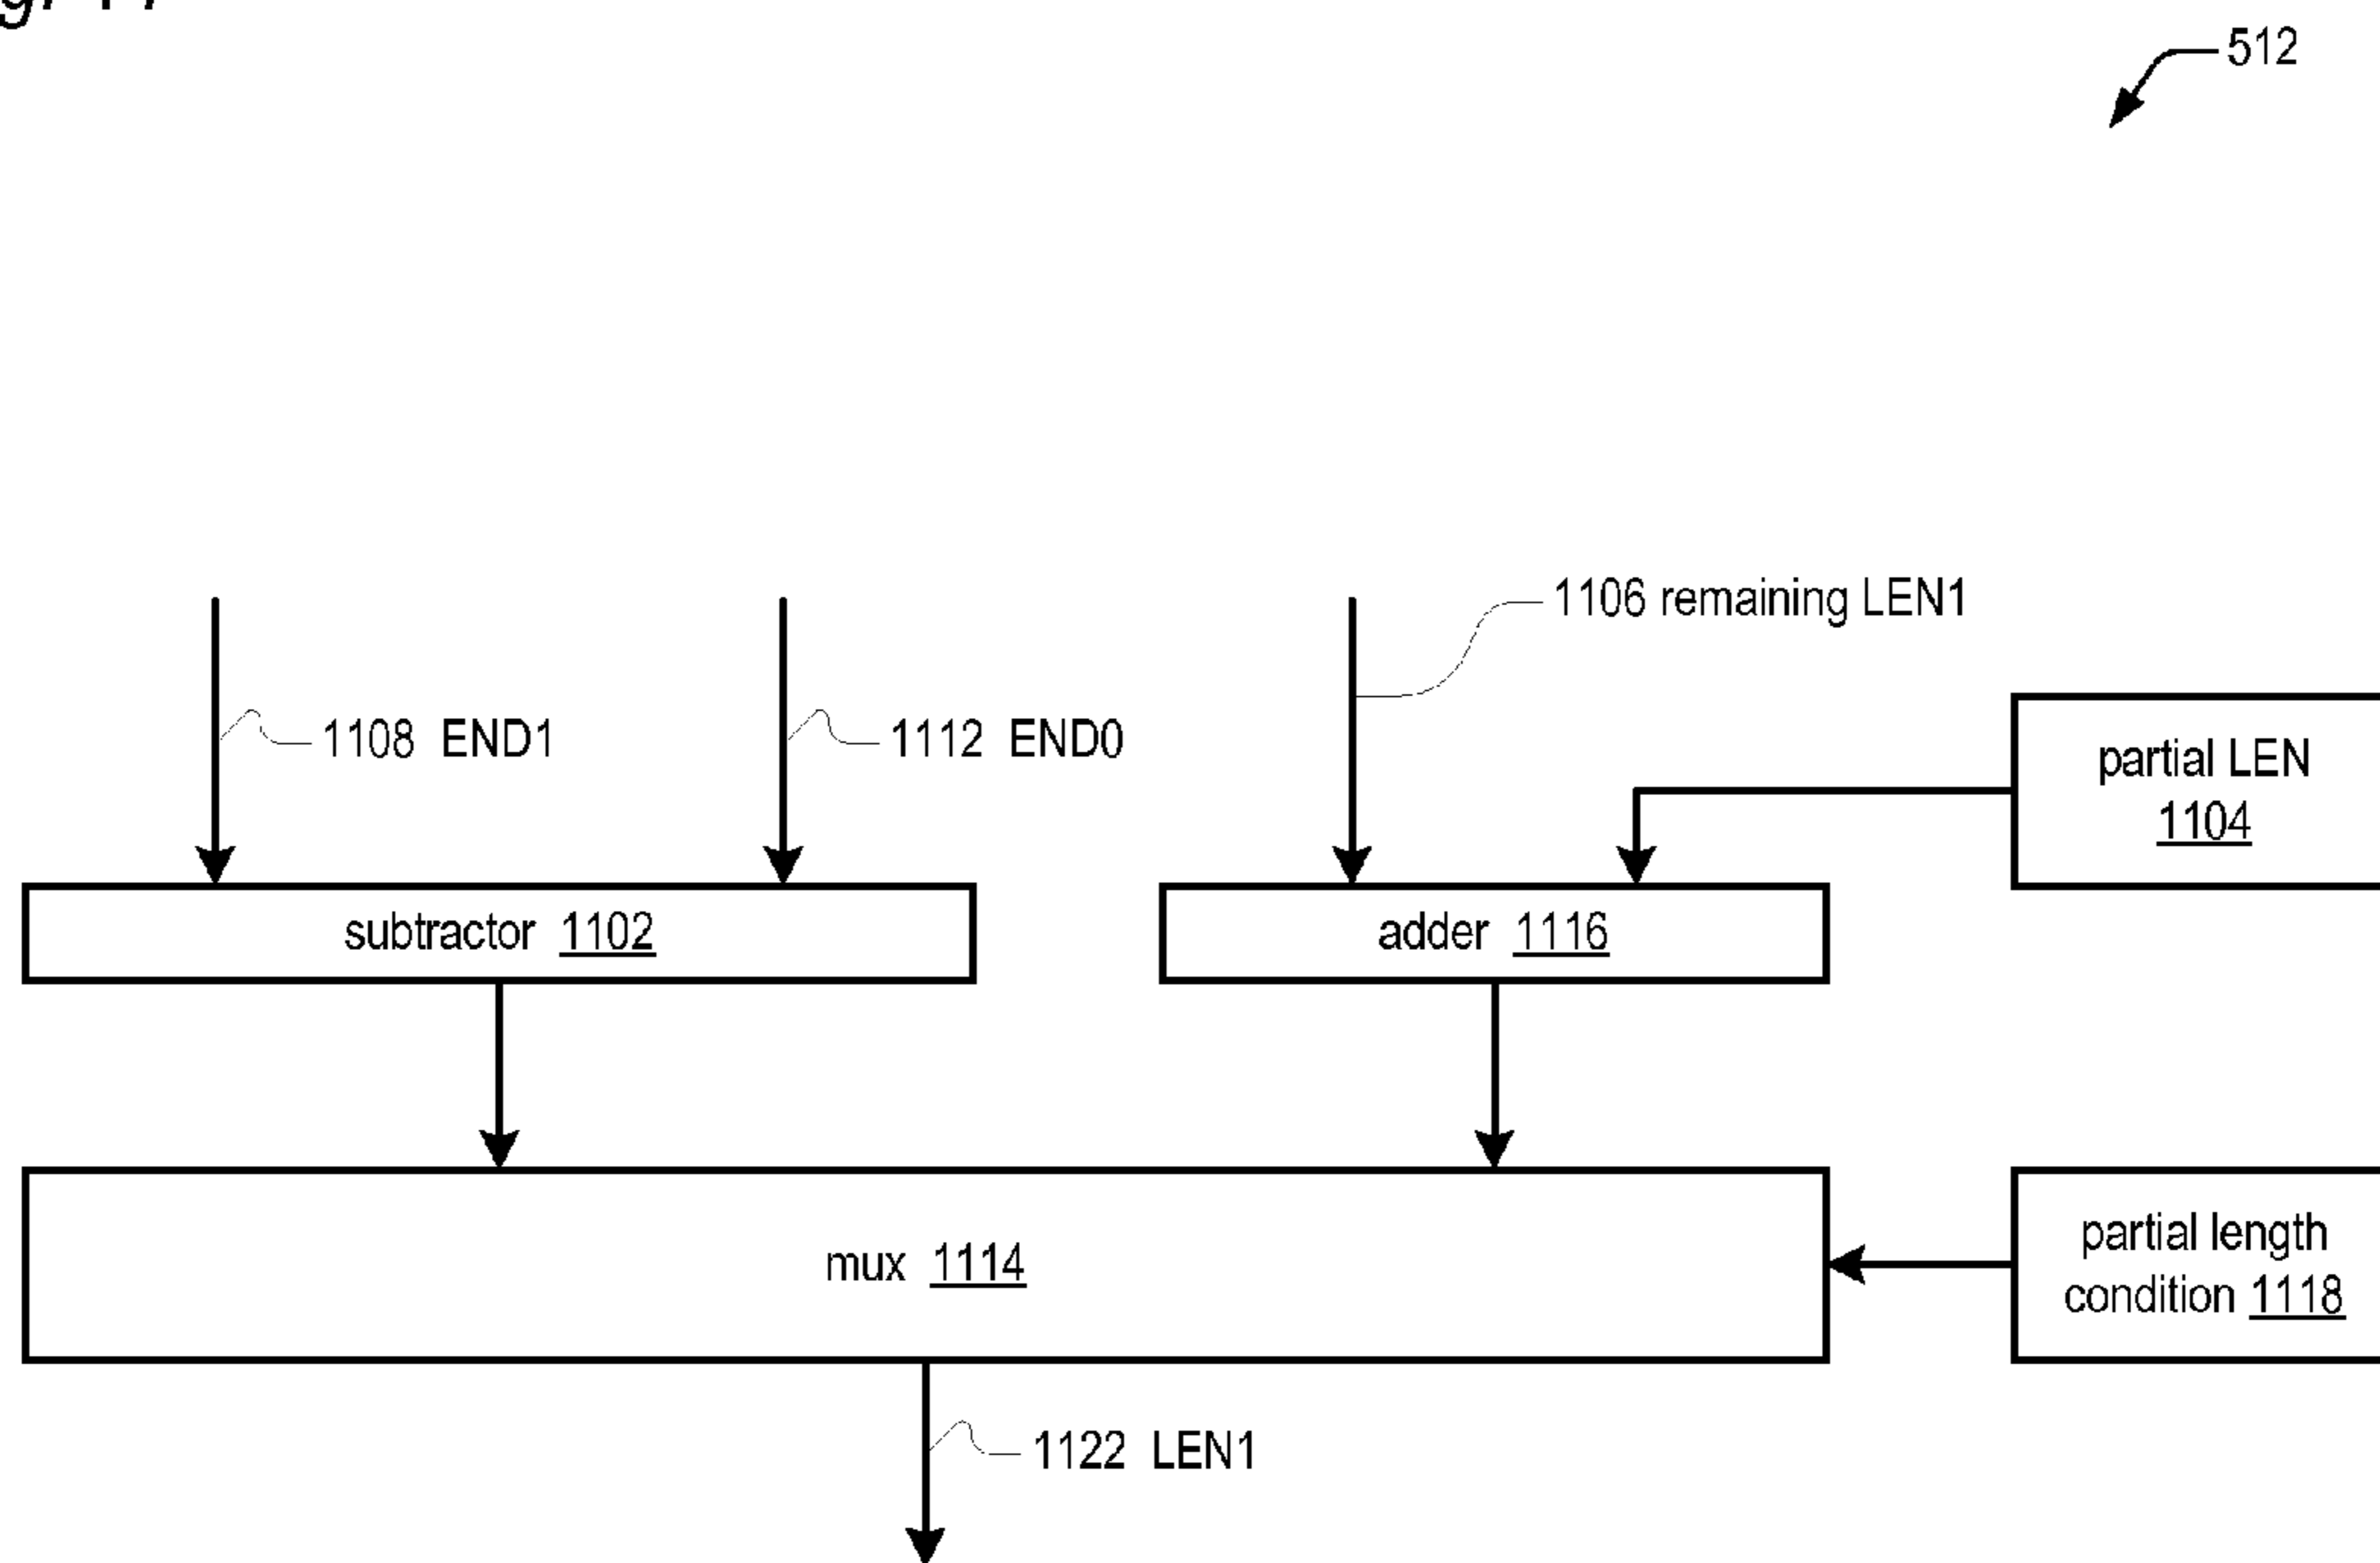 512
1106 remaining LEN1
1108 END1
1112 END0
partial LEN
1104
subtractor 1102
adder 1116
mux 1114
partial length
condition 1118
1122 LEN1